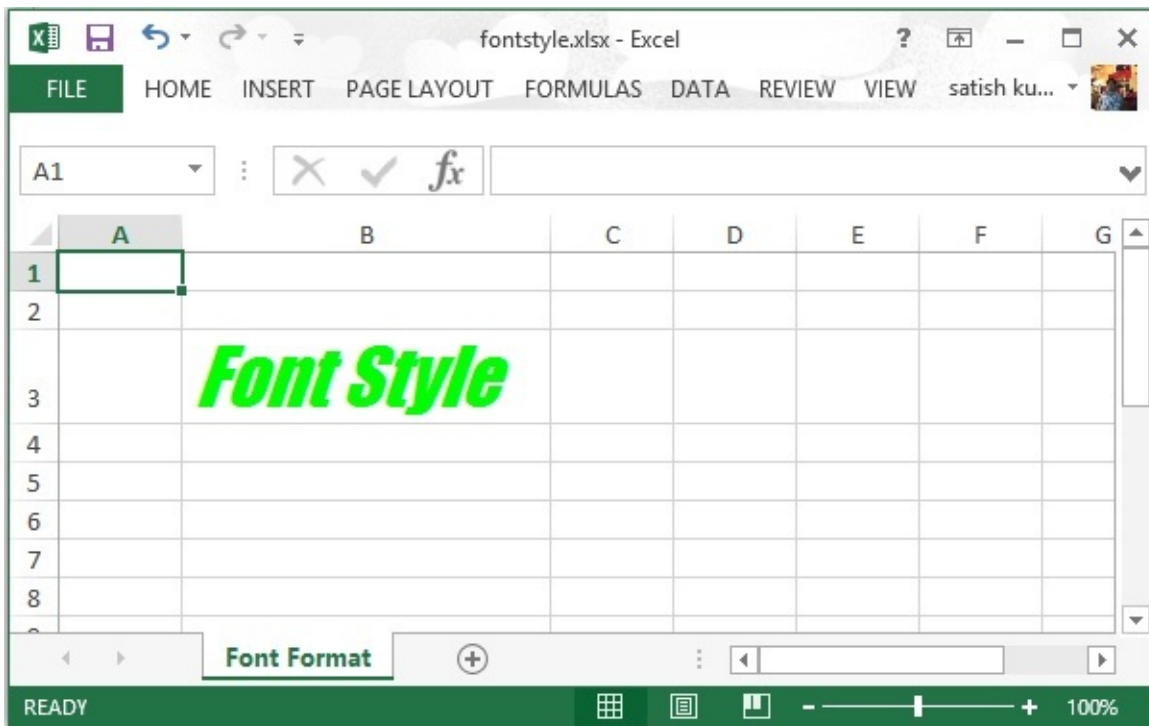 fontstyle.xlsx - Excel ?
FILE HOME INSERT PAGE LAYOUT FORMULAS DATA REVIEW VIEW satish ku...
A1 fx
A B C D E F G
1
2
3 Font Style
4
5
6
7
8
Font Format
READY 100%